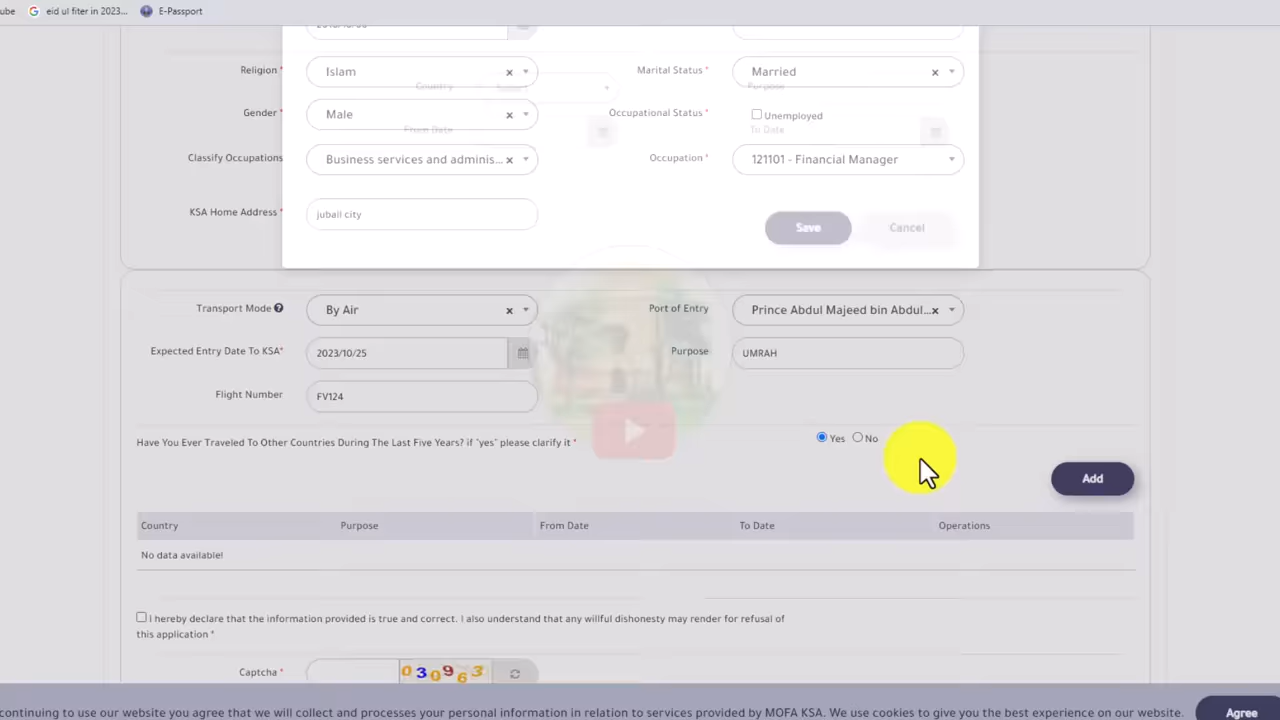 ube eid ul fiter in 2023... E-Passport
Religion * Islam × Marital Status * Married ×
Country Purpose
Gender * Male × Occupational Status * Unemployed
From Date To Date
Classify Occupations Business services and adminis... × Occupation * 121101 - Financial Manager
KSA Home Address * jubail city
Save Cancel
Transport Mode By Air × Port of Entry Prince Abdul Majeed bin Abdul... ×
Expected Entry Date To KSA* 2023/10/25 Purpose UMRAH
Flight Number FV124
Have You Ever Traveled To Other Countries During The Last Five Years? if "yes" please clarify it * Yes No
Add
Country Purpose From Date To Date Operations
No data available!
I hereby declare that the information provided is true and correct. I also understand that any willful dishonesty may render for refusal of
this application *
Captcha * 030963
continuing to use our website you agree that we will collect and processes your personal information in relation to services provided by MOFA KSA. We use cookies to give you the best experience on our website. Agree